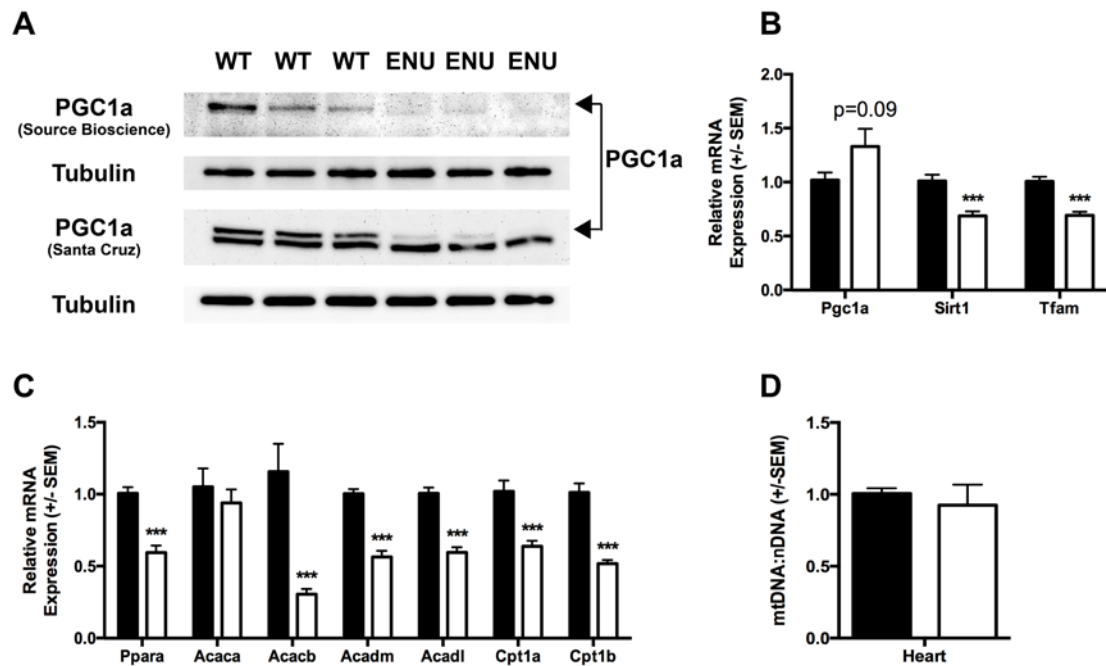 A
WT WT WT ENU ENU ENU
PGC1a
(Source Bioscience)
Tubulin
PGC1a
PGC1a
(Santa Cruz)
Tubulin
B
Relative mRNA
Expression (+/- SEM)
2.0
1.5
1.0
0.5
0.0
p=0.09
***
***
Pgc1a Sirt1 Tfam
C
Relative mRNA
Expression (+/- SEM)
1.5
1.0
0.5
0.0
***
***
***
***
***
***
Ppara Acaca Acacb Acadm Acadl Cpt1a Cpt1b
D
mtDNA:nDNA (+/-SEM)
1.5
1.0
0.5
0.0
Heart